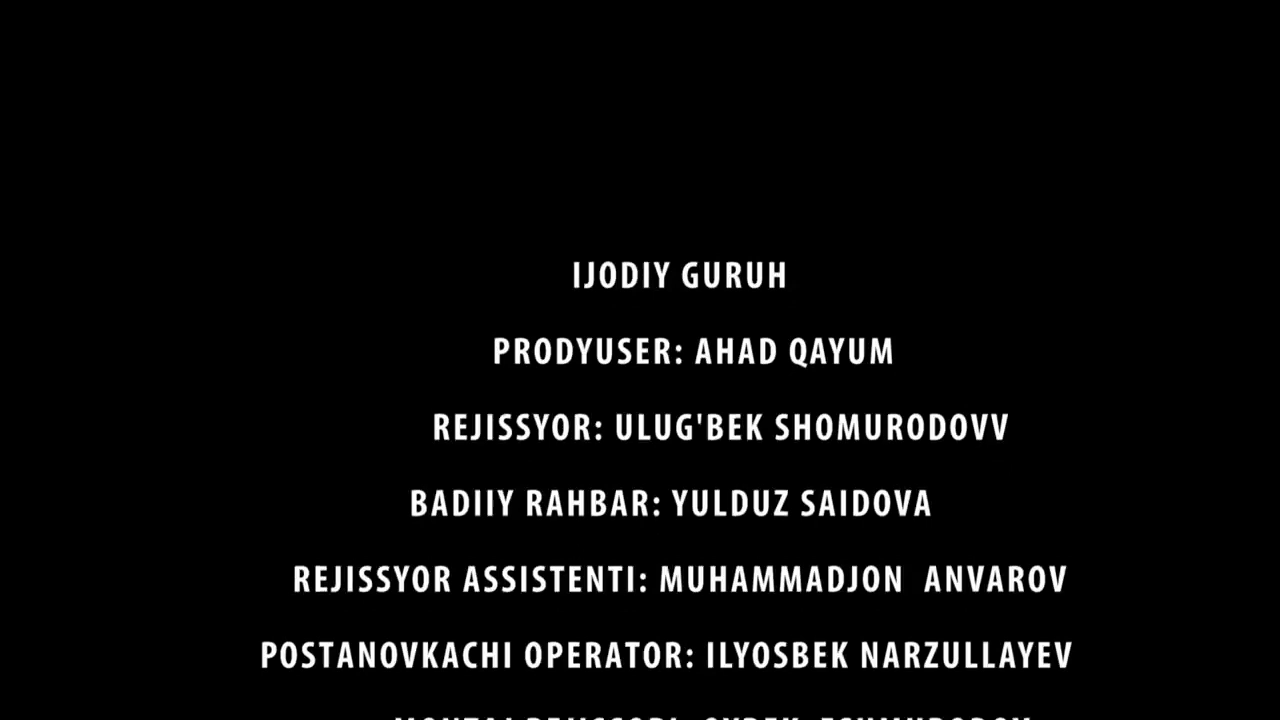 IJODIY GURUH
PRODYUSER: AHAD QAYUM
REJISSYOR: ULUG'BEK SHOMURODOVV
BADIIY RAHBAR: YULDUZ SAIDOVA
REJISSYOR ASSISTENTI: MUHAMMADJON ANVAROV
POSTANOVKACHI OPERATOR: ILYOSBEK NARZULLAYEV